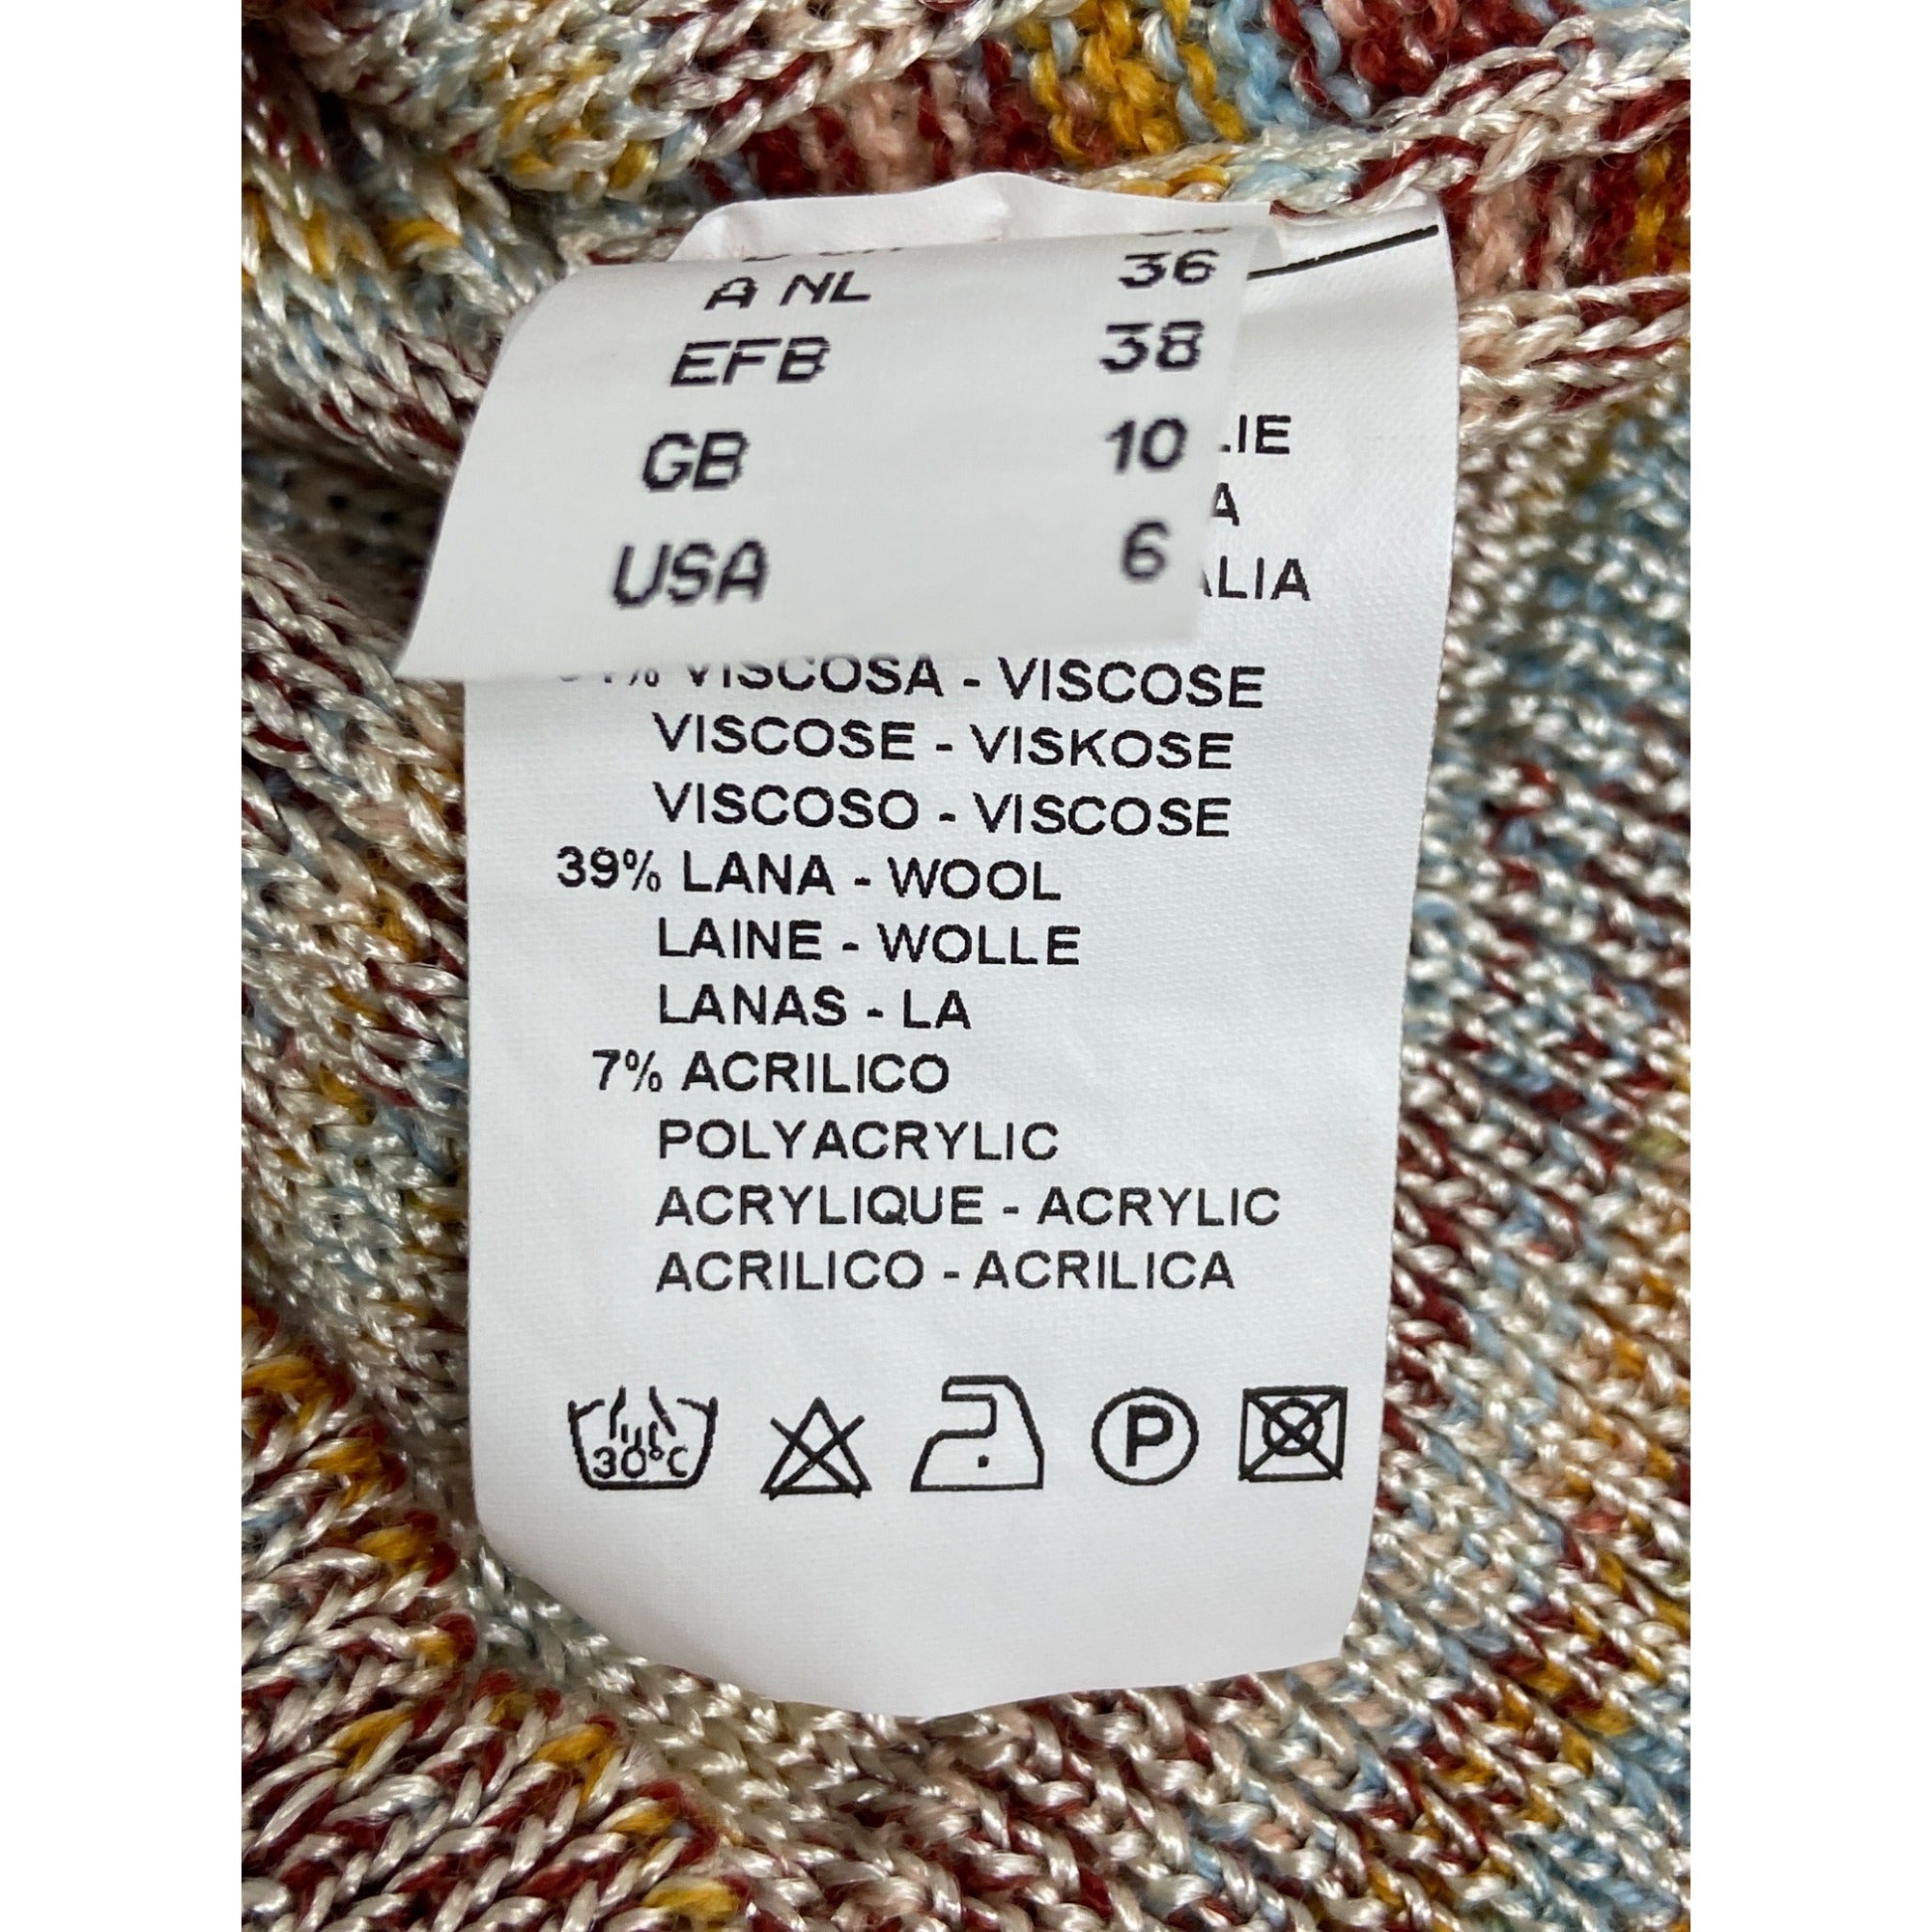 A NL 36
EFB 38
GB 10
USA 6
VISCOSA - VISCOSE
VISCOSE - VISKOSE
VISCOSO - VISCOSE
39% LANA - WOOL
LAINE - WOLLE
LANAS - LA
7% ACRILICO
POLYACRYLIC
ACRYLIQUE - ACRYLIC
ACRILICO - ACRILICA
30°C
P